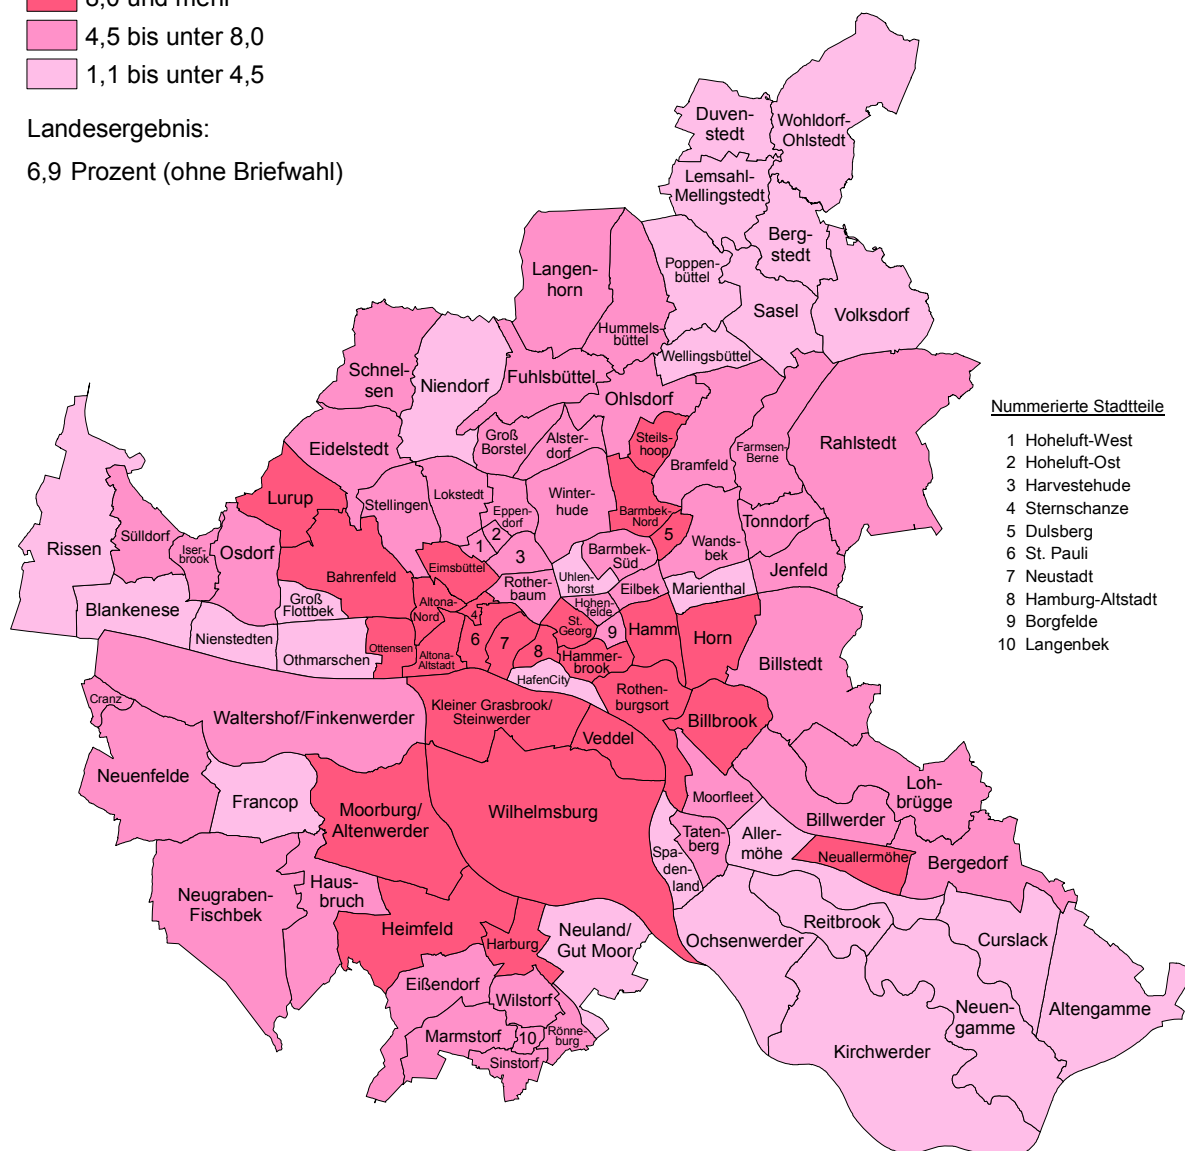 8,0 und mehr
4,5 bis unter 8,0
1,1 bis unter 4,5
Landesergebnis:
6,9 Prozent (ohne Briefwahl)
Duven-
stedt
Wohldorf-
Ohlstedt
Lemsahl-
Mellingstedt
Berg-
stedt
Poppen-
büttel
Langen-
horn
Hummels-
büttel
Sasel
Volksdorf
Wellingsbüttel
Schnel-
sen
Niendorf
Fuhlsbüttel
Ohlsdorf
Nummerierte Stadtteile
1 Hoheluft-West
2 Hoheluft-Ost
3 Harvestehude
4 Sternschanze
5 Dulsberg
6 St. Pauli
7 Neustadt
8 Hamburg-Altstadt
9 Borgfelde
10 Langenbek
Eidelstedt
Groß
Borstel
Alster-
dorf
Steils-
hoop
Bramfeld
Farmsen-
Berne
Rahlstedt
Lurup
Stellingen
Lokstedt
Eppen-
dorf
Winter-
hude
Barmbek-
Nord
5
Wands-
bek
Tonndorf
Jenfeld
Rissen
Sülldorf
Iser-
brook
Osdorf
1
2
3
Barmbek-
Süd
Bahrenfeld
Eimsbüttel
Rother-
baum
Uhlen-
horst
Eilbek
Marienthal
Blankenese
Groß
Flottbek
Altona-
Nord
4
Hohen-
felde
St.
Georg
9
Hamm
Horn
Nienstedten
Othmarschen
Ottensen
Altona-
Altstadt
6
7
8
Hammer-
brook
Billstedt
HafenCity
Cranz
Waltershof/Finkenwerder
Kleiner Grasbrook/
Steinwerder
Rothen-
burgsort
Billbrook
Veddel
Neuenfelde
Francop
Moorburg/
Altenwerder
Wilhelmsburg
Moorfleet
Loh-
brügge
Billwerder
Taten-
berg
Aller-
möhe
Neuallermöhe
Bergedorf
Spa-
den-
land
Neugraben-
Fischbek
Haus-
bruch
Heimfeld
Harburg
Neuland/
Gut Moor
Ochsenwerder
Reitbrook
Curslack
Eißendorf
Wilstorf
Neuen-
gamme
Altengamme
Marmstorf
10
Rönne-
burg
Sinstorf
Kirchwerder